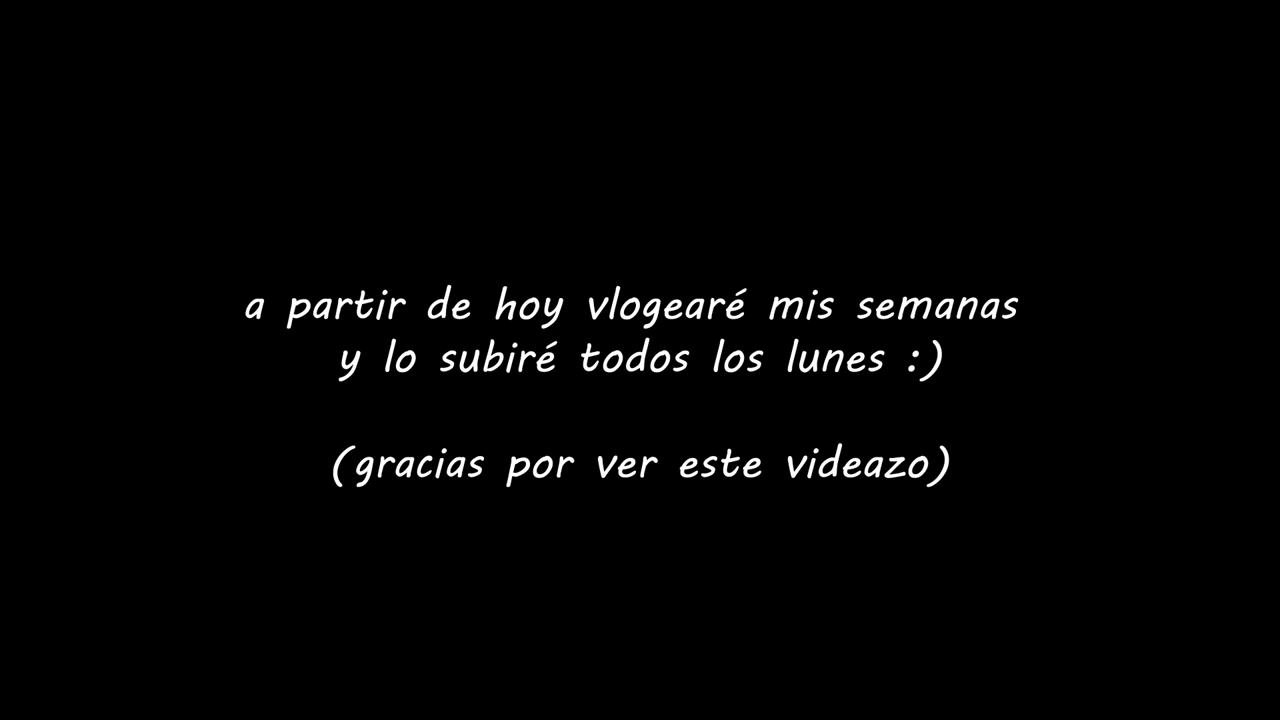 a partir de hoy vlogearé mis semanas
y lo subiré todos los lunes :)
(gracias por ver este videazo)